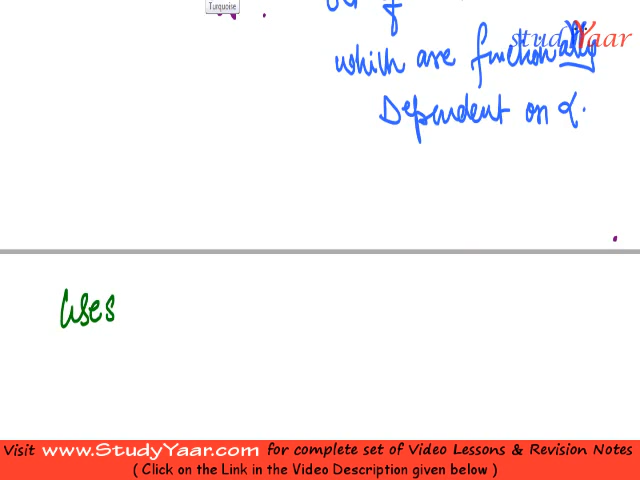 Turquoise
studYaar
which are functionally
Dependent on α.
Uses
Visit www.StudyYaar.com for complete set of Video Lessons & Revision Notes
( Click on the Link in the Video Description given below )